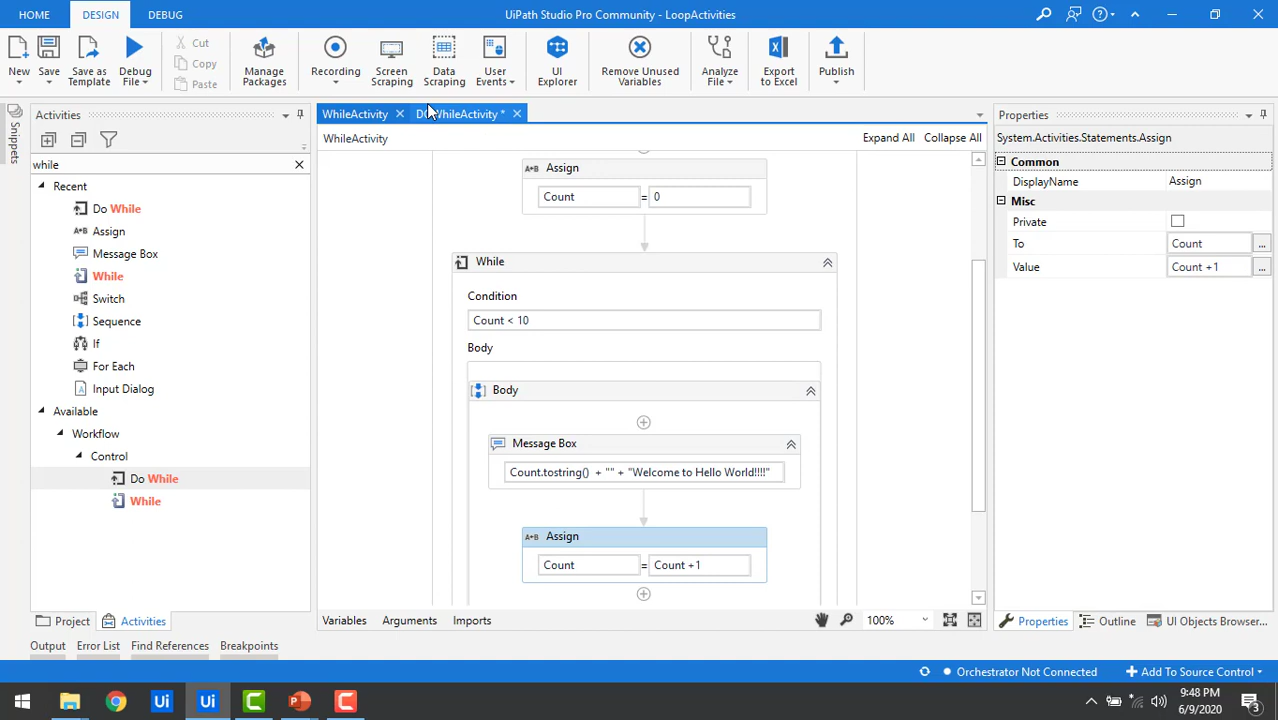 HOME DESIGN DEBUG UiPath Studio Pro Community - LoopActivities
New Save Save as Template Debug File Cut Copy Paste Manage Packages Recording Screen Scraping Data Scraping User Events UI Explorer Remove Unused Variables Analyze File Export to Excel Publish
Snippets
Activities
while
Recent
Do While
Assign
Message Box
While
Switch
Sequence
If
For Each
Input Dialog
Available
Workflow
Control
Do While
While
Project Activities
WhileActivity
WhileActivity *
WhileActivity Expand All Collapse All
Assign
Count = 0
While
Condition
Count < 10
Body
Body
Message Box
Count.tostring() + "" + "Welcome to Hello World!!!!"
Assign
Count = Count +1
Variables Arguments Imports 100%
Properties
System.Activities.Statements.Assign
Common
DisplayName Assign
Misc
Private
To Count ...
Value Count +1 ...
Properties Outline UI Objects Browser...
Output Error List Find References Breakpoints
Orchestrator Not Connected Add To Source Control
Ui Ui
9:48 PM
6/9/2020
3